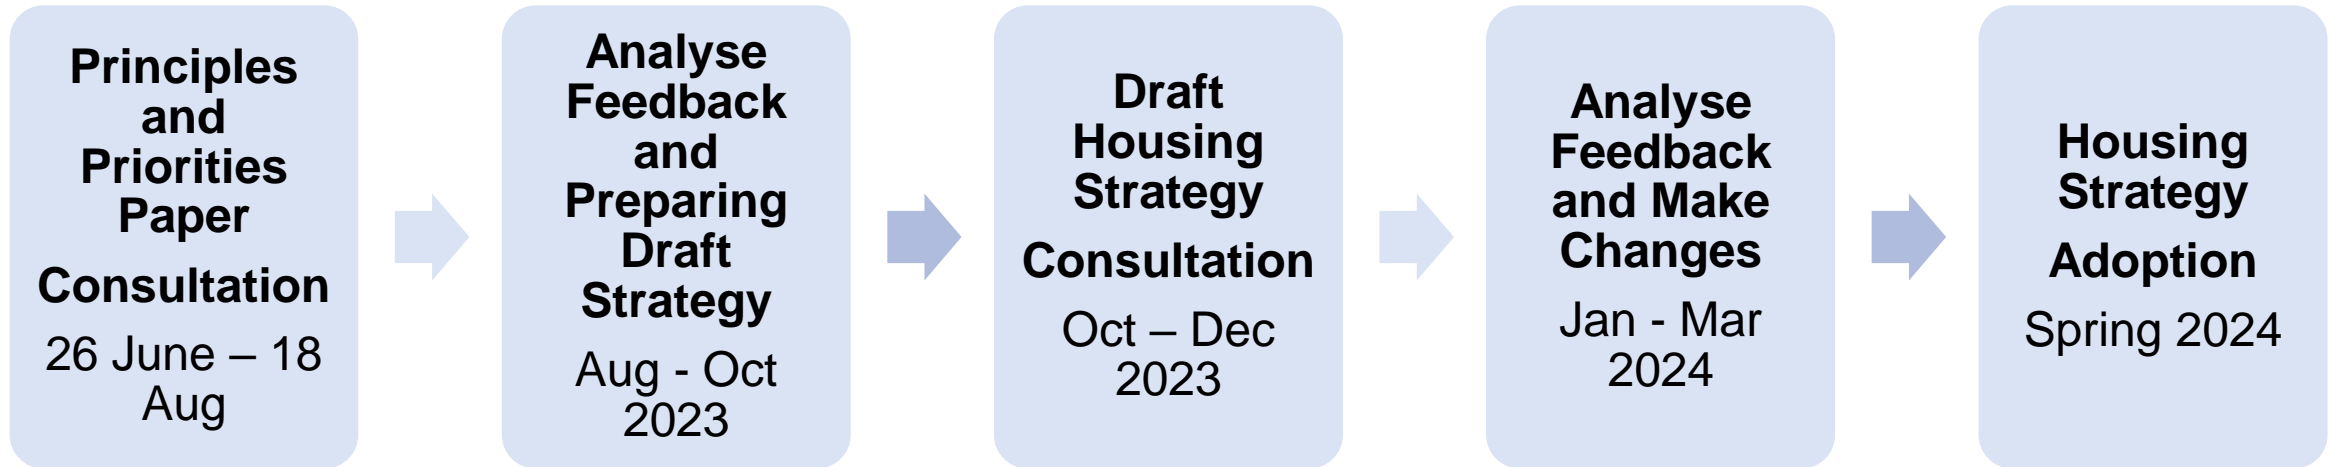 Principles
and
Priorities
Paper
Consultation
26 June – 18
Aug
Analyse
Feedback
and
Preparing
Draft
Strategy
Aug - Oct
2023
Draft
Housing
Strategy
Consultation
Oct – Dec
2023
Analyse
Feedback
and Make
Changes
Jan - Mar
2024
Housing
Strategy
Adoption
Spring 2024